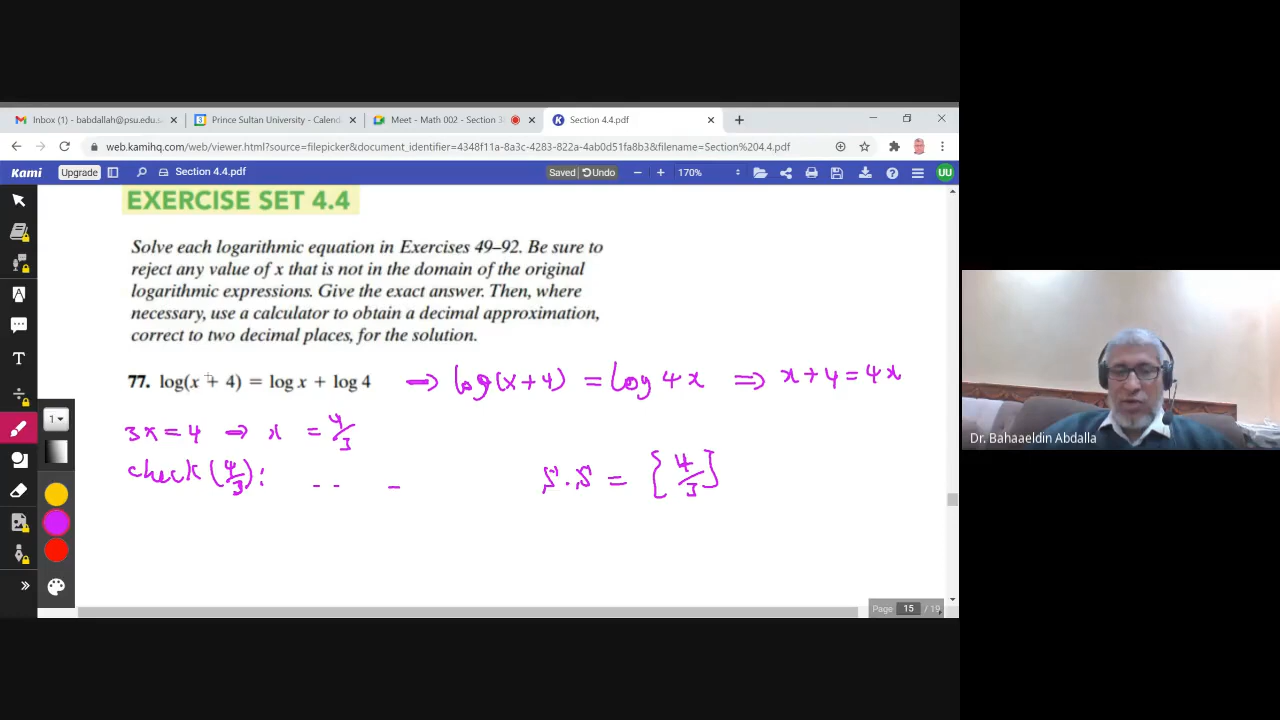 Inbox (1) - babdallah@psu.edu.s
Prince Sultan University - Calend
Meet - Math 002 - Section 3
Section 4.4.pdf
web.kamihq.com/web/viewer.html?source=filepicker&document_identifier=4348f11a-8a3c-4283-822a-4ab0d51fa8b3&filename=Section%204.4.pdf
Kami Upgrade Section 4.4.pdf Saved Undo 170% UU
EXERCISE SET 4.4
Solve each logarithmic equation in Exercises 49–92. Be sure to
reject any value of x that is not in the domain of the original
logarithmic expressions. Give the exact answer. Then, where
necessary, use a calculator to obtain a decimal approximation,
correct to two decimal places, for the solution.
77. log(x + 4) = log x + log 4 ⇒ log(x+4) = log 4x ⇒ x+4=4x
3x=4 ⇒ x = 4/3
check (4/3): -- - S.S = {4/3}
1
Page 15 / 19
Dr. Bahaaeldin Abdalla